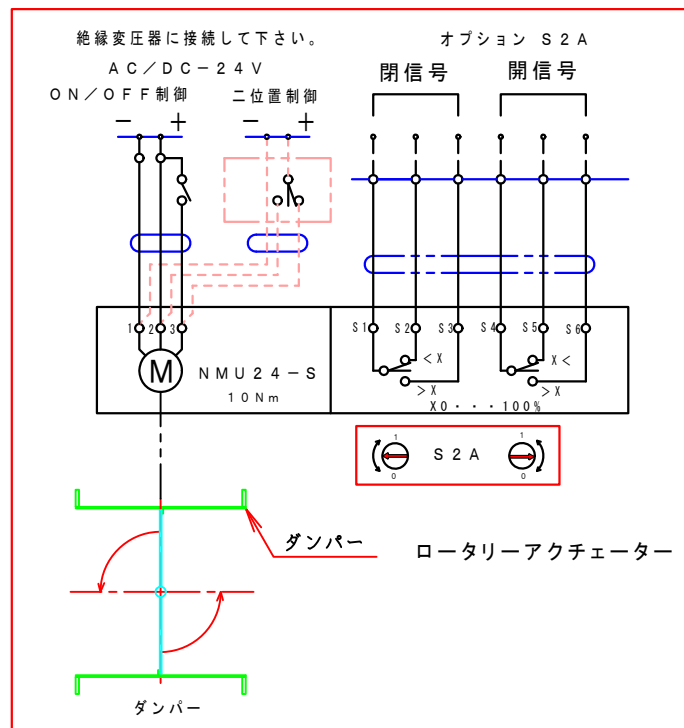 絶縁変圧器に接続して下さい。
AC/DC-24V
ON/OFF制御
二位置制御
- +
- +
オプション S2A
閉信号
開信号
1 2 3
S1 S2 S3 S4 S5 S6
M
NMU24-S
10Nm
<X
>X
X<
>X
X0・・・100%
1
0
S2A
1
0
ダンパー
ロータリーアクチェーター
ダンパー